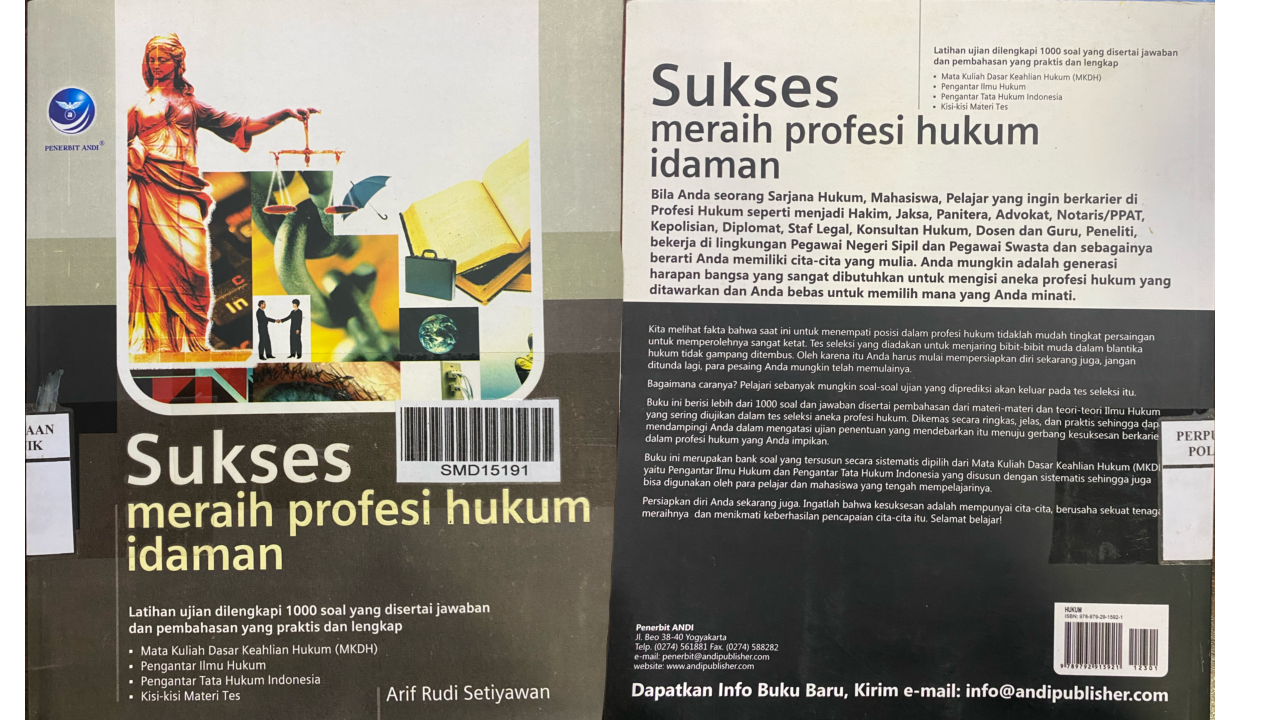 PENERBIT ANDI®
in
AAN
IK
SMD15191
Sukses
meraih profesi hukum
idaman
Latihan ujian dilengkapi 1000 soal yang disertai jawaban
dan pembahasan yang praktis dan lengkap
• Mata Kuliah Dasar Keahlian Hukum (MKDH)
• Pengantar Ilmu Hukum
• Pengantar Tata Hukum Indonesia
• Kisi-kisi Materi Tes
Arif Rudi Setiyawan
Latihan ujian dilengkapi 1000 soal yang disertai jawaban
dan pembahasan yang praktis dan lengkap
• Mata Kuliah Dasar Keahlian Hukum (MKDH)
• Pengantar Ilmu Hukum
• Pengantar Tata Hukum Indonesia
• Kisi-kisi Materi Tes
Sukses
meraih profesi hukum
idaman
Bila Anda seorang Sarjana Hukum, Mahasiswa, Pelajar yang ingin berkarier di
Profesi Hukum seperti menjadi Hakim, Jaksa, Panitera, Advokat, Notaris/PPAT,
Kepolisian, Diplomat, Staf Legal, Konsultan Hukum, Dosen dan Guru, Peneliti,
bekerja di lingkungan Pegawai Negeri Sipil dan Pegawai Swasta dan sebagainya
berarti Anda memiliki cita-cita yang mulia. Anda mungkin adalah generasi
harapan bangsa yang sangat dibutuhkan untuk mengisi aneka profesi hukum yang
ditawarkan dan Anda bebas untuk memilih mana yang Anda minati.
Kita melihat fakta bahwa saat ini untuk menempati posisi dalam profesi hukum tidaklah mudah tingkat persaingan
untuk memperolehnya sangat ketat. Tes seleksi yang diadakan untuk menjaring bibit-bibit muda dalam blantika
hukum tidak gampang ditembus. Oleh karena itu Anda harus mulai mempersiapkan diri sekarang juga, jangan
ditunda lagi, para pesaing Anda mungkin telah memulainya.
Bagaimana caranya? Pelajari sebanyak mungkin soal-soal ujian yang diprediksi akan keluar pada tes seleksi itu.
Buku ini berisi lebih dari 1000 soal dan jawaban disertai pembahasan dari materi-materi dan teori-teori Ilmu Hukum
yang sering diujikan dalam tes seleksi aneka profesi hukum. Dikemas secara ringkas, jelas, dan praktis sehingga dap
mendampingi Anda dalam mengatasi ujian penentuan yang mendebarkan itu menuju gerbang kesuksesan berkarie
dalam profesi hukum yang Anda impikan.
Buku ini merupakan bank soal yang tersusun secara sistematis dipilih dari Mata Kuliah Dasar Keahlian Hukum (MKD
yaitu Pengantar Ilmu Hukum dan Pengantar Tata Hukum Indonesia yang disusun dengan sistematis sehingga juga
bisa digunakan oleh para pelajar dan mahasiswa yang tengah mempelajarinya.
Persiapkan diri Anda sekarang juga. Ingatlah bahwa kesuksesan adalah mempunyai cita-cita, berusaha sekuat tenaga
meraihnya dan menikmati keberhasilan pencapaian cita-cita itu. Selamat belajar!
PERPU
POL
HUKUM
ISBN: 978-979-29-1592-1
9789792915921
12301
Penerbit ANDI
Jl. Beo 38-40 Yogyakarta
Telp. (0274) 561881 Fax. (0274) 588282
e-mail: penerbit@andipublisher.com
website: www.andipublisher.com
Dapatkan Info Buku Baru, Kirim e-mail: info@andipublisher.com